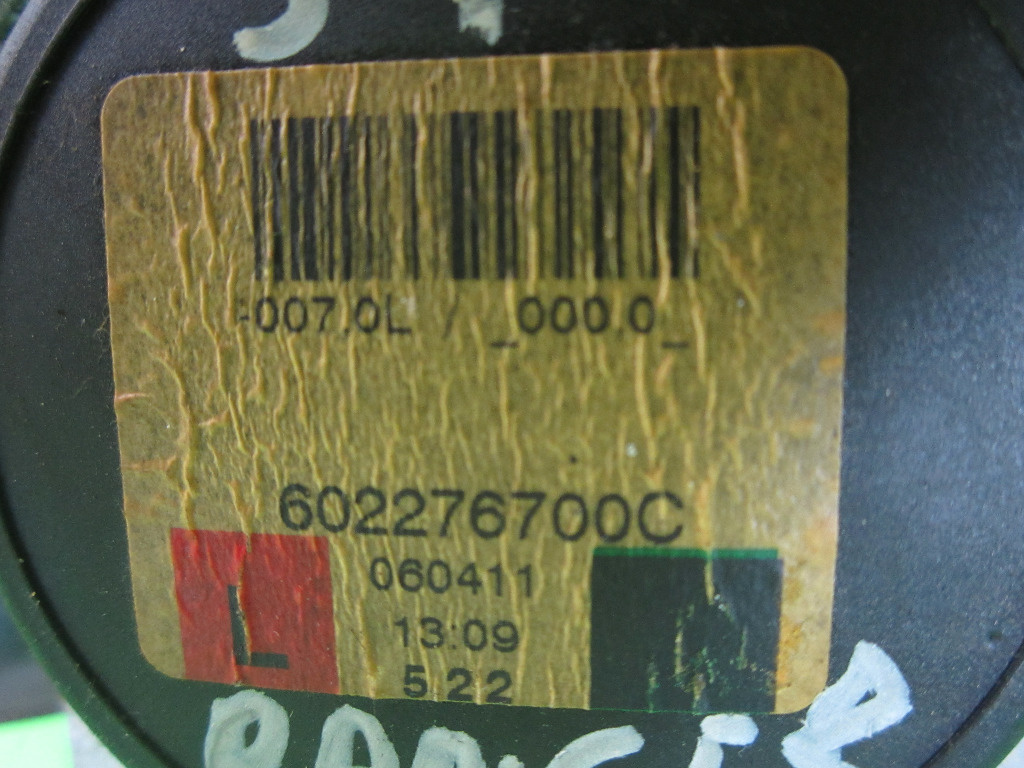 -007.0L / _000.0_
602276700C
060411
L
13:09
5 22